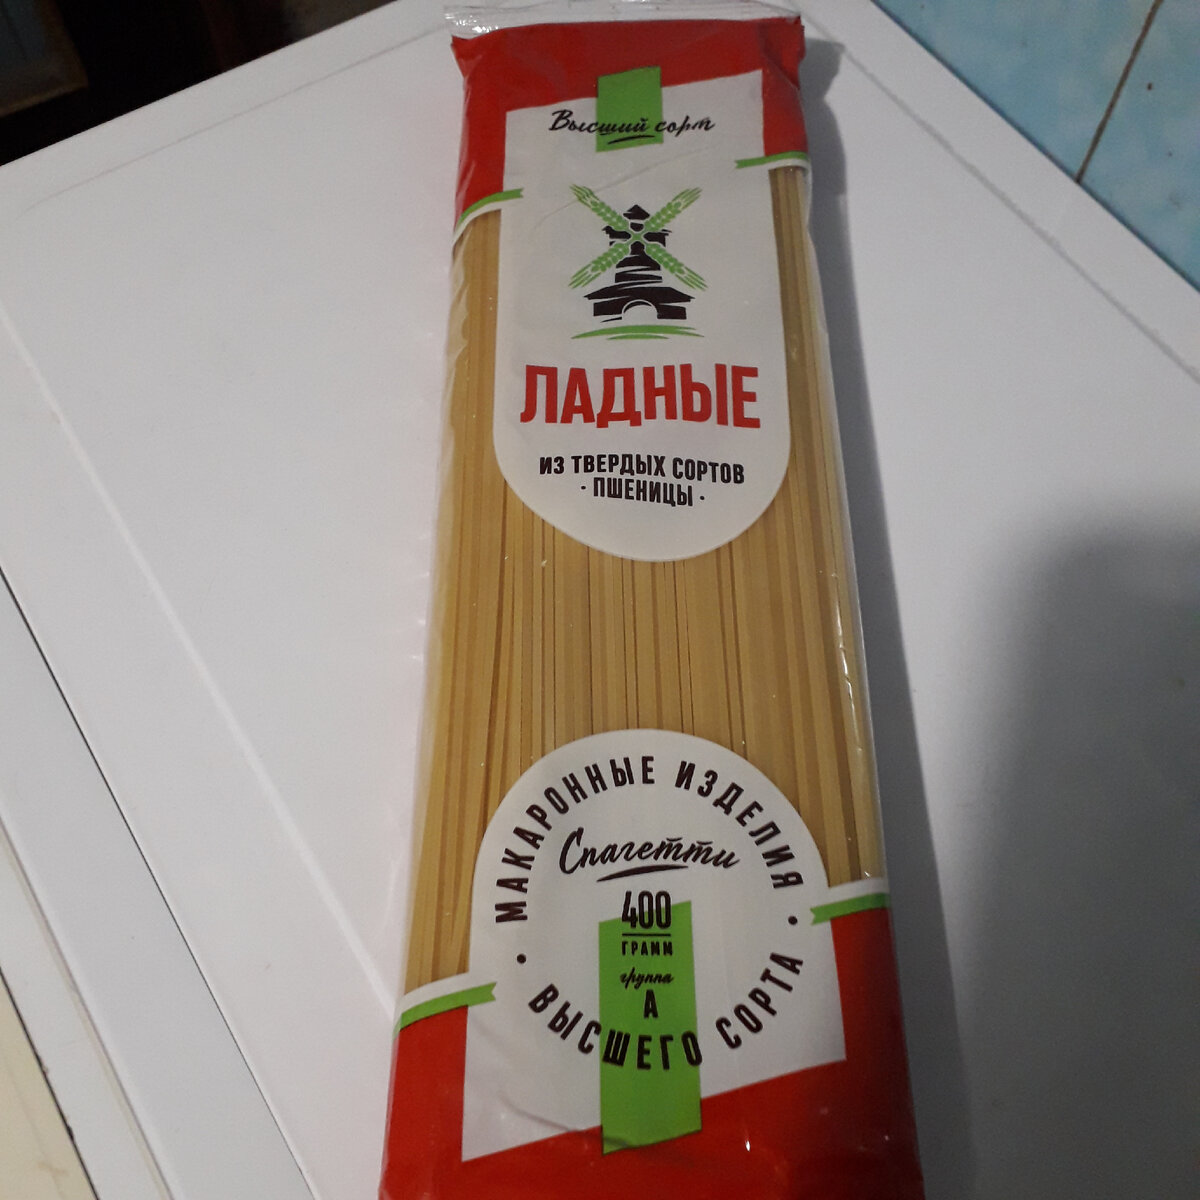 Высший сорт
ЛАДНЫЕ
ИЗ ТВЕРДЫХ СОРТОВ
· ПШЕНИЦЫ ·
МАКАРОННЫЕ ИЗДЕЛИЯ
Спагетти
400
ГРАММ
группа
А
· ВЫСШЕГО СОРТА ·